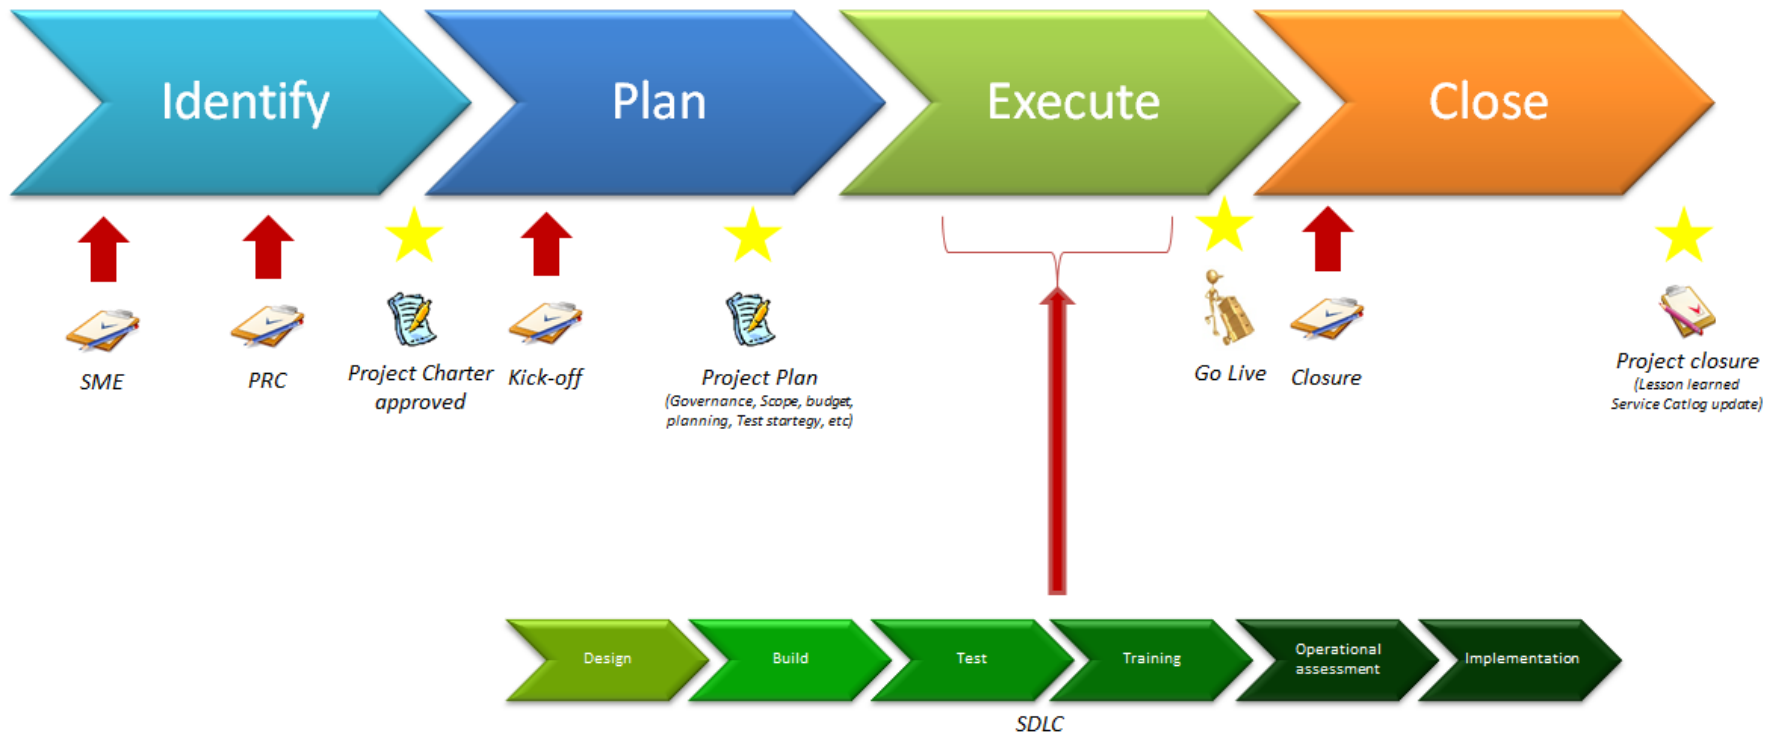 Identify
Plan
Execute
Close
SME
PRC
Project Charter
approved
Kick-off
Project Plan
(Governance, Scope, budget,
planning, Test startegy, etc)
Go Live
Closure
Project closure
(Lesson learned
Service Catlog update)
Design
Build
Test
Training
Operational
assessment
Implementation
SDLC